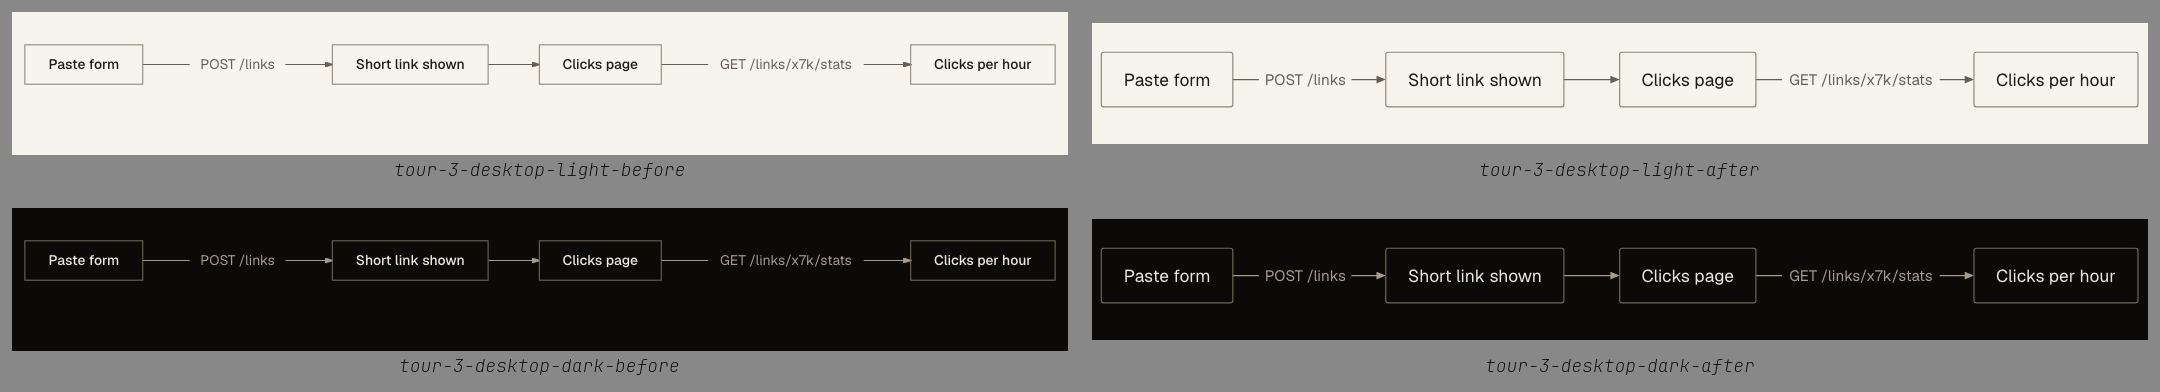 Paste form POST /links Short link shown Clicks page GET /links/x7k/stats Clicks per hour
tour-3-desktop-light-before
Paste form POST /links Short link shown Clicks page GET /links/x7k/stats Clicks per hour
tour-3-desktop-light-after
Paste form POST /links Short link shown Clicks page GET /links/x7k/stats Clicks per hour
tour-3-desktop-dark-before
Paste form POST /links Short link shown Clicks page GET /links/x7k/stats Clicks per hour
tour-3-desktop-dark-after